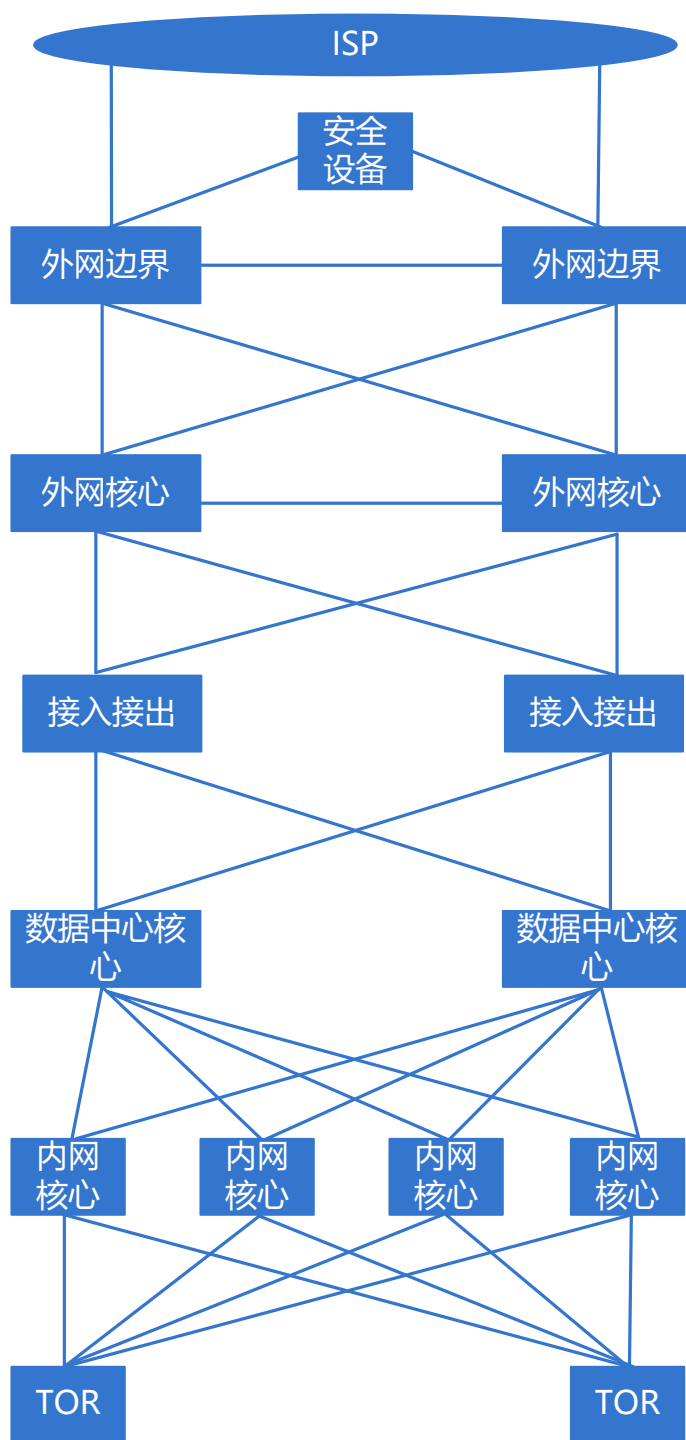 ISP
安全
设备
外网边界
外网边界
外网核心
外网核心
接入接出
接入接出
数据中心核
心
数据中心核
心
内网
核心
内网
核心
内网
核心
内网
核心
TOR
TOR